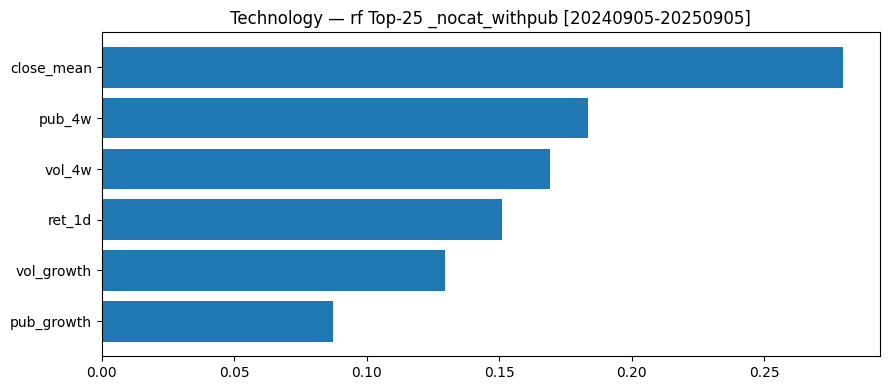 Technology — rf Top-25 _nocat_withpub [20240905-20250905]
close_mean
pub_4w
vol_4w
ret_1d
vol_growth
pub_growth
0.00 0.05 0.10 0.15 0.20 0.25